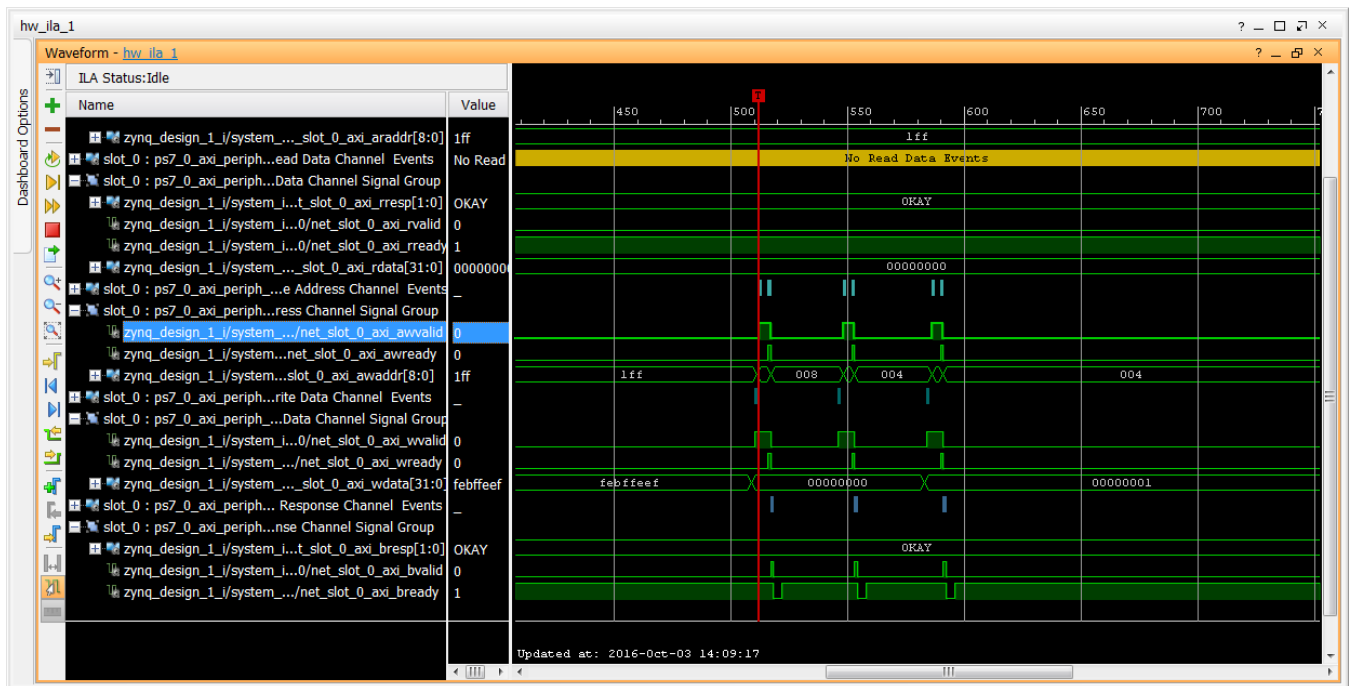 hw_ila_1
Dashboard Options
Waveform - hw_ila_1
ILA Status:Idle
Name Value
450 500 550 600 650 700
zynq_design_1_i/system_..._slot_0_axi_araddr[8:0] 1ff 1ff
slot_0 : ps7_0_axi_periph...ead Data Channel Events No Read No Read Data Events
slot_0 : ps7_0_axi_periph...Data Channel Signal Group
zynq_design_1_i/system_i...t_slot_0_axi_rresp[1:0] OKAY OKAY
zynq_design_1_i/system_i...0/net_slot_0_axi_rvalid 0
zynq_design_1_i/system_i...0/net_slot_0_axi_rready 1
zynq_design_1_i/system_..._slot_0_axi_rdata[31:0] 00000000 00000000
slot_0 : ps7_0_axi_periph_...e Address Channel Events _
slot_0 : ps7_0_axi_periph...ress Channel Signal Group
zynq_design_1_i/system_.../net_slot_0_axi_awvalid 0
zynq_design_1_i/system...net_slot_0_axi_awready 0
zynq_design_1_i/system...slot_0_axi_awaddr[8:0] 1ff 1ff 008 004 004
slot_0 : ps7_0_axi_periph...rite Data Channel Events _
slot_0 : ps7_0_axi_periph,...Data Channel Signal Group
zynq_design_1_i/system_i...0/net_slot_0_axi_wvalid 0
zynq_design_1_i/system_.../net_slot_0_axi_wready 0
zynq_design_1_i/system_..._slot_0_axi_wdata[31:0] febffeef febffeef 00000000 00000001
slot_0 : ps7_0_axi_periph... Response Channel Events _
slot_0 : ps7_0_axi_periph...nse Channel Signal Group
zynq_design_1_i/system_i...t_slot_0_axi_bresp[1:0] OKAY OKAY
zynq_design_1_i/system_i...0/net_slot_0_axi_bvalid 0
zynq_design_1_i/system_.../net_slot_0_axi_bready 1
Updated at: 2016-Oct-03 14:09:17